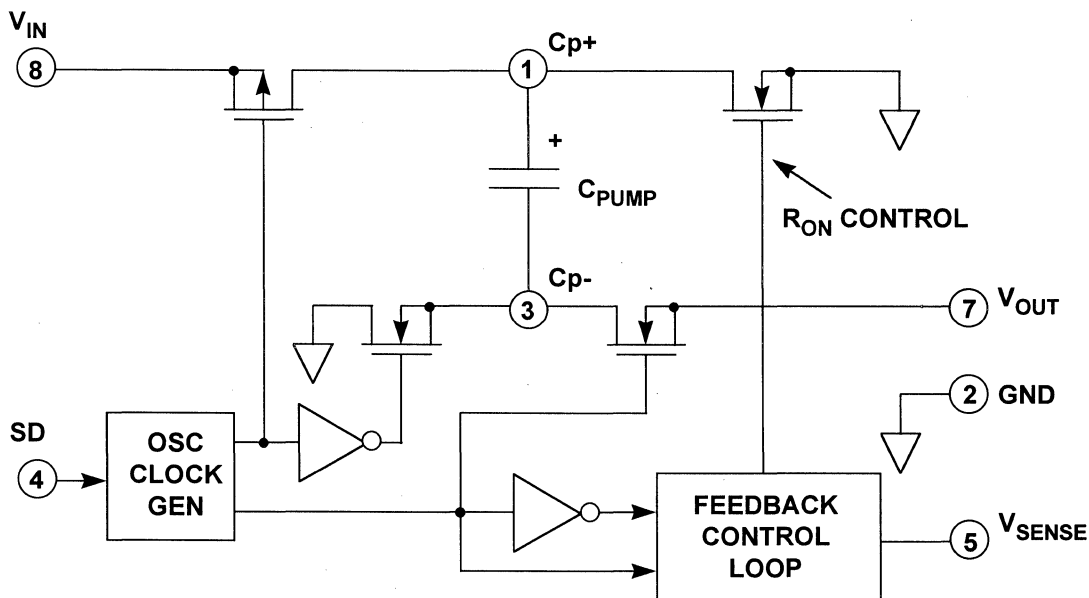 VIN
8
Cp+
1
+
CPUMP
RON CONTROL
Cp-
3
7
VOUT
2
GND
SD
4
OSC
CLOCK
GEN
FEEDBACK
CONTROL
LOOP
5
VSENSE